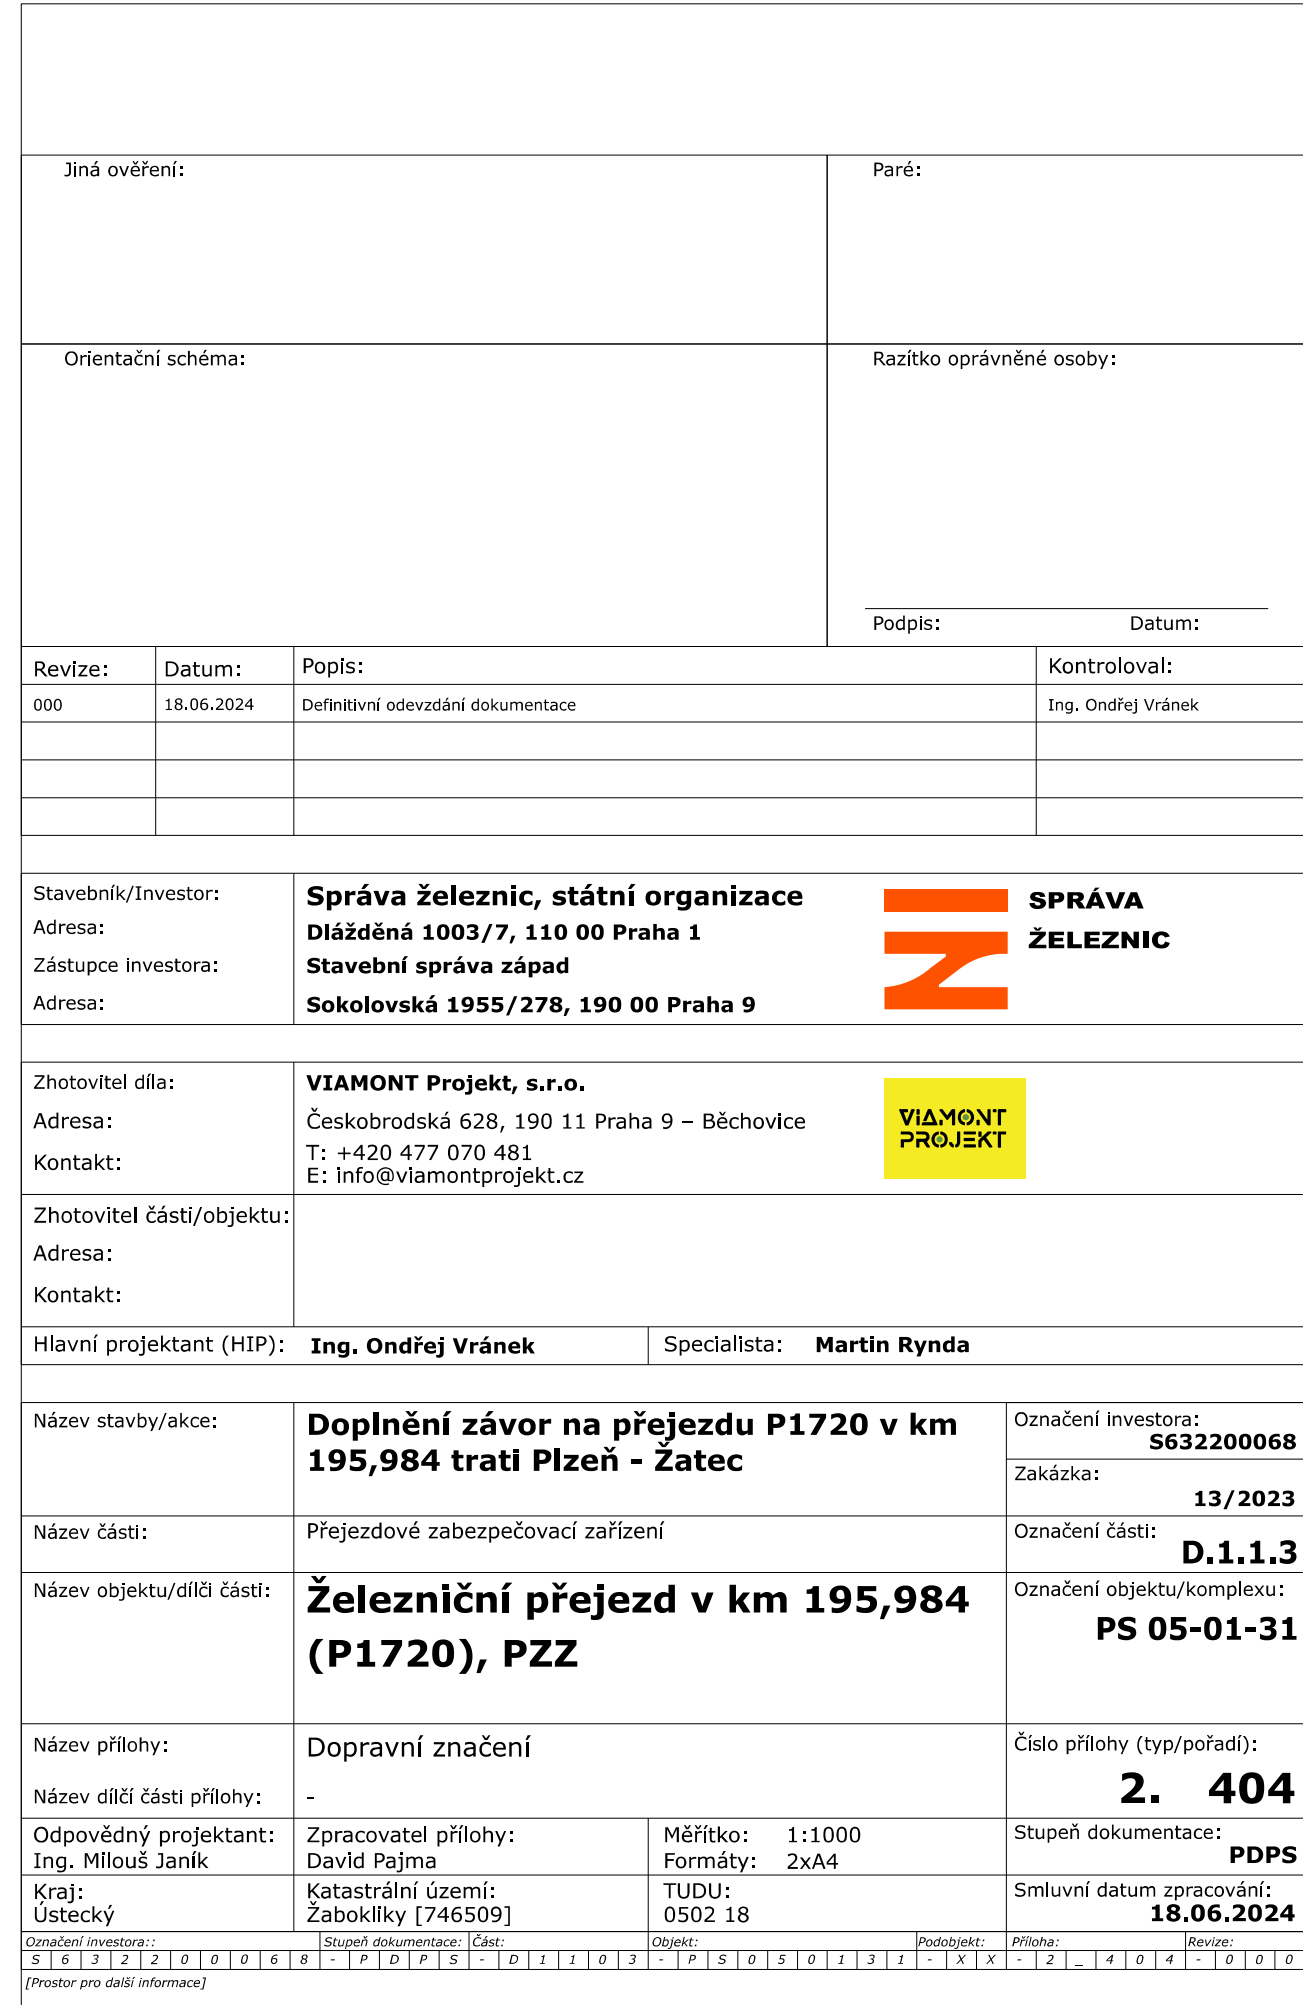 Jiná ověření:
Paré:
Orientační schéma:
Razítko oprávněné osoby:
Podpis: Datum:
Revize: Datum: Popis: Kontroloval:
000 18.06.2024 Definitivní odevzdání dokumentace Ing. Ondřej Vránek
Stavebník/Investor: Správa železnic, státní organizace
Adresa: Dlážděná 1003/7, 110 00 Praha 1
Zástupce investora: Stavební správa západ
Adresa: Sokolovská 1955/278, 190 00 Praha 9
SPRÁVA
ŽELEZNIC
Zhotovitel díla: VIAMONT Projekt, s.r.o.
Adresa: Českobrodská 628, 190 11 Praha 9 – Běchovice
Kontakt: T: +420 477 070 481
E: info@viamontprojekt.cz
VIAMONT
PROJEKT
Zhotovitel části/objektu:
Adresa:
Kontakt:
Hlavní projektant (HIP): Ing. Ondřej Vránek Specialista: Martin Rynda
Název stavby/akce: Doplnění závor na přejezdu P1720 v km
195,984 trati Plzeň - Žatec
Označení investora:
S632200068
Zakázka:
13/2023
Název části: Přejezdové zabezpečovací zařízení
Označení části:
D.1.1.3
Název objektu/dílči části: Železniční přejezd v km 195,984
(P1720), PZZ
Označení objektu/komplexu:
PS 05-01-31
Název přílohy: Dopravní značení
Název dílčí části přílohy: -
Číslo přílohy (typ/pořadí):
2. 404
Odpovědný projektant: Zpracovatel přílohy: Měřítko: 1:1000
Ing. Milouš Janík David Pajma Formáty: 2xA4
Stupeň dokumentace:
PDPS
Kraj: Katastrální území: TUDU:
Ústecký Žabokliky [746509] 0502 18
Smluvní datum zpracování:
18.06.2024
Označení investora:: Stupeň dokumentace: Část: Objekt: Podobjekt: Příloha: Revize:
S 6 3 2 2 0 0 0 6 8 - P D P S - D 1 1 0 3 - P S 0 5 0 1 3 1 - X X - 2 _ 4 0 4 - 0 0 0
[Prostor pro další informace]